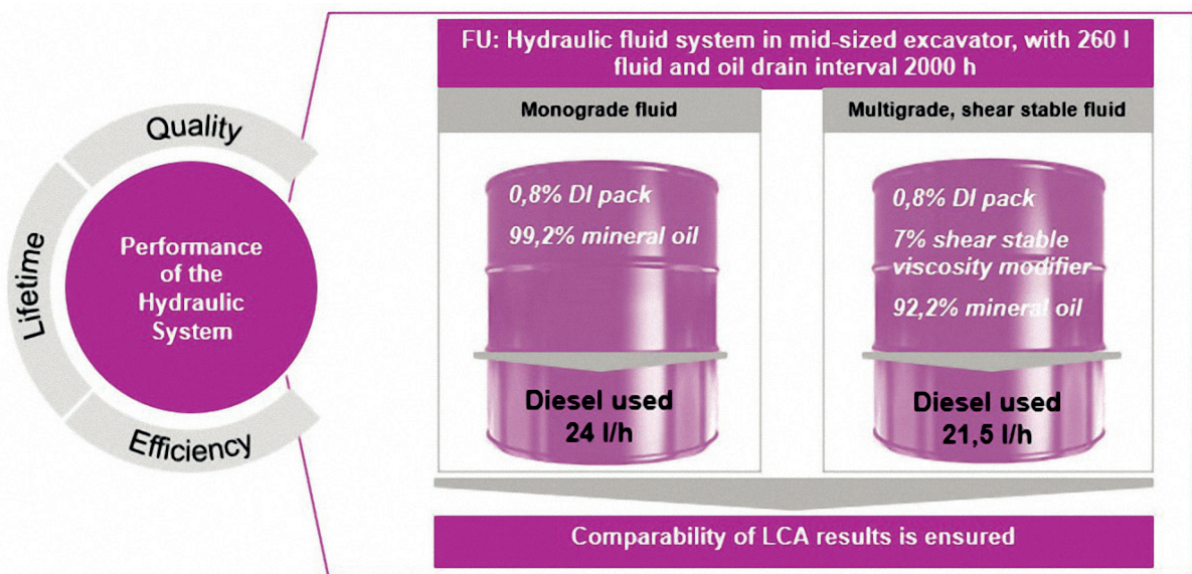 Quality
Lifetime
Efficiency
Performance
of the
Hydraulic
System
FU: Hydraulic fluid system in mid-sized excavator, with 260 l
fluid and oil drain interval 2000 h
Monograde fluid
0,8% DI pack
99,2% mineral oil
Diesel used
24 l/h
Multigrade, shear stable fluid
0,8% DI pack
7% shear stable
viscosity modifier
92,2% mineral oil
Diesel used
21,5 l/h
Comparability of LCA results is ensured